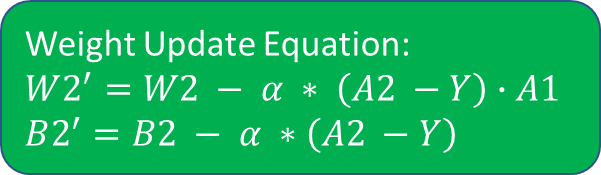 Weight Update Equation:
𝑊2′ = 𝑊2 − 𝛼 ∗ (𝐴2 − 𝑌) ∙ 𝐴1
𝐵2′ = 𝐵2 − 𝛼 ∗ (𝐴2 − 𝑌)